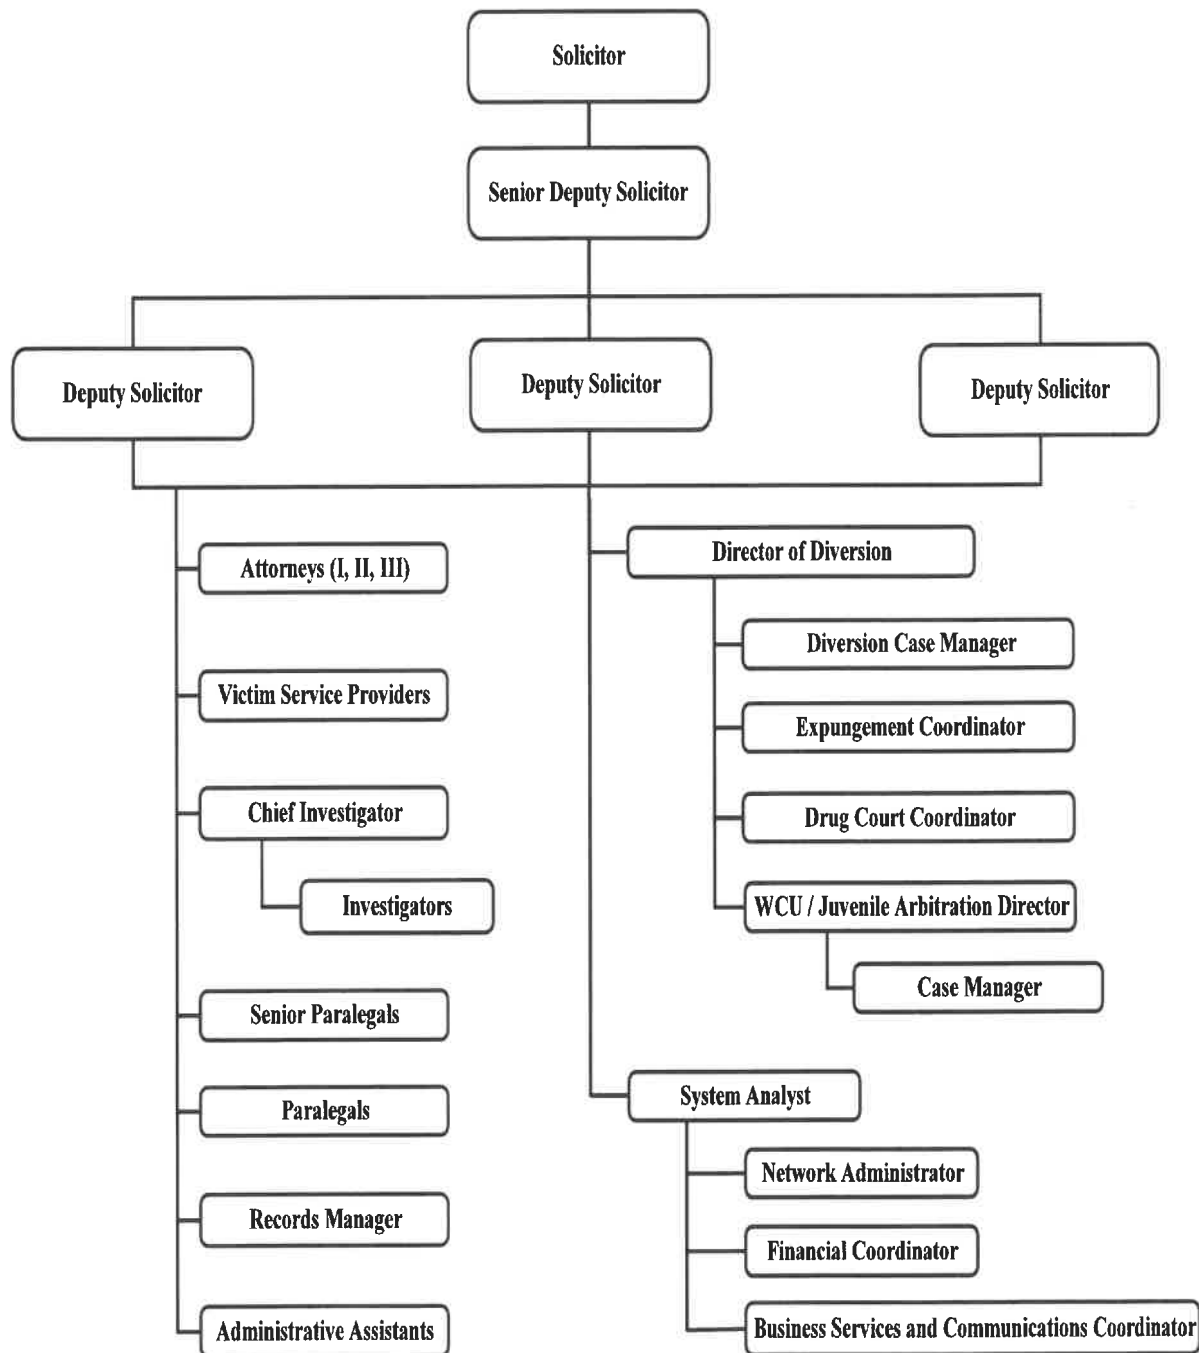 Solicitor
Senior Deputy Solicitor
Deputy Solicitor
Deputy Solicitor
Deputy Solicitor
Attorneys (I, II, III)
Victim Service Providers
Chief Investigator
Investigators
Senior Paralegals
Paralegals
Records Manager
Administrative Assistants
Director of Diversion
Diversion Case Manager
Expungement Coordinator
Drug Court Coordinator
WCU / Juvenile Arbitration Director
Case Manager
System Analyst
Network Administrator
Financial Coordinator
Business Services and Communications Coordinator